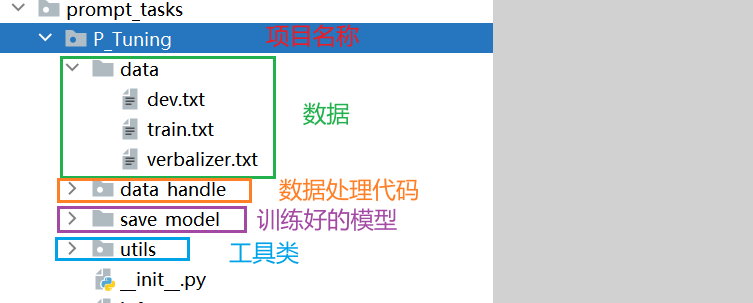 prompt_tasks
P_Tuning 项目名称
data
dev.txt
数据
train.txt
verbalizer.txt
data_handle 数据处理代码
save_model 训练好的模型
utils 工具类
__init__.py